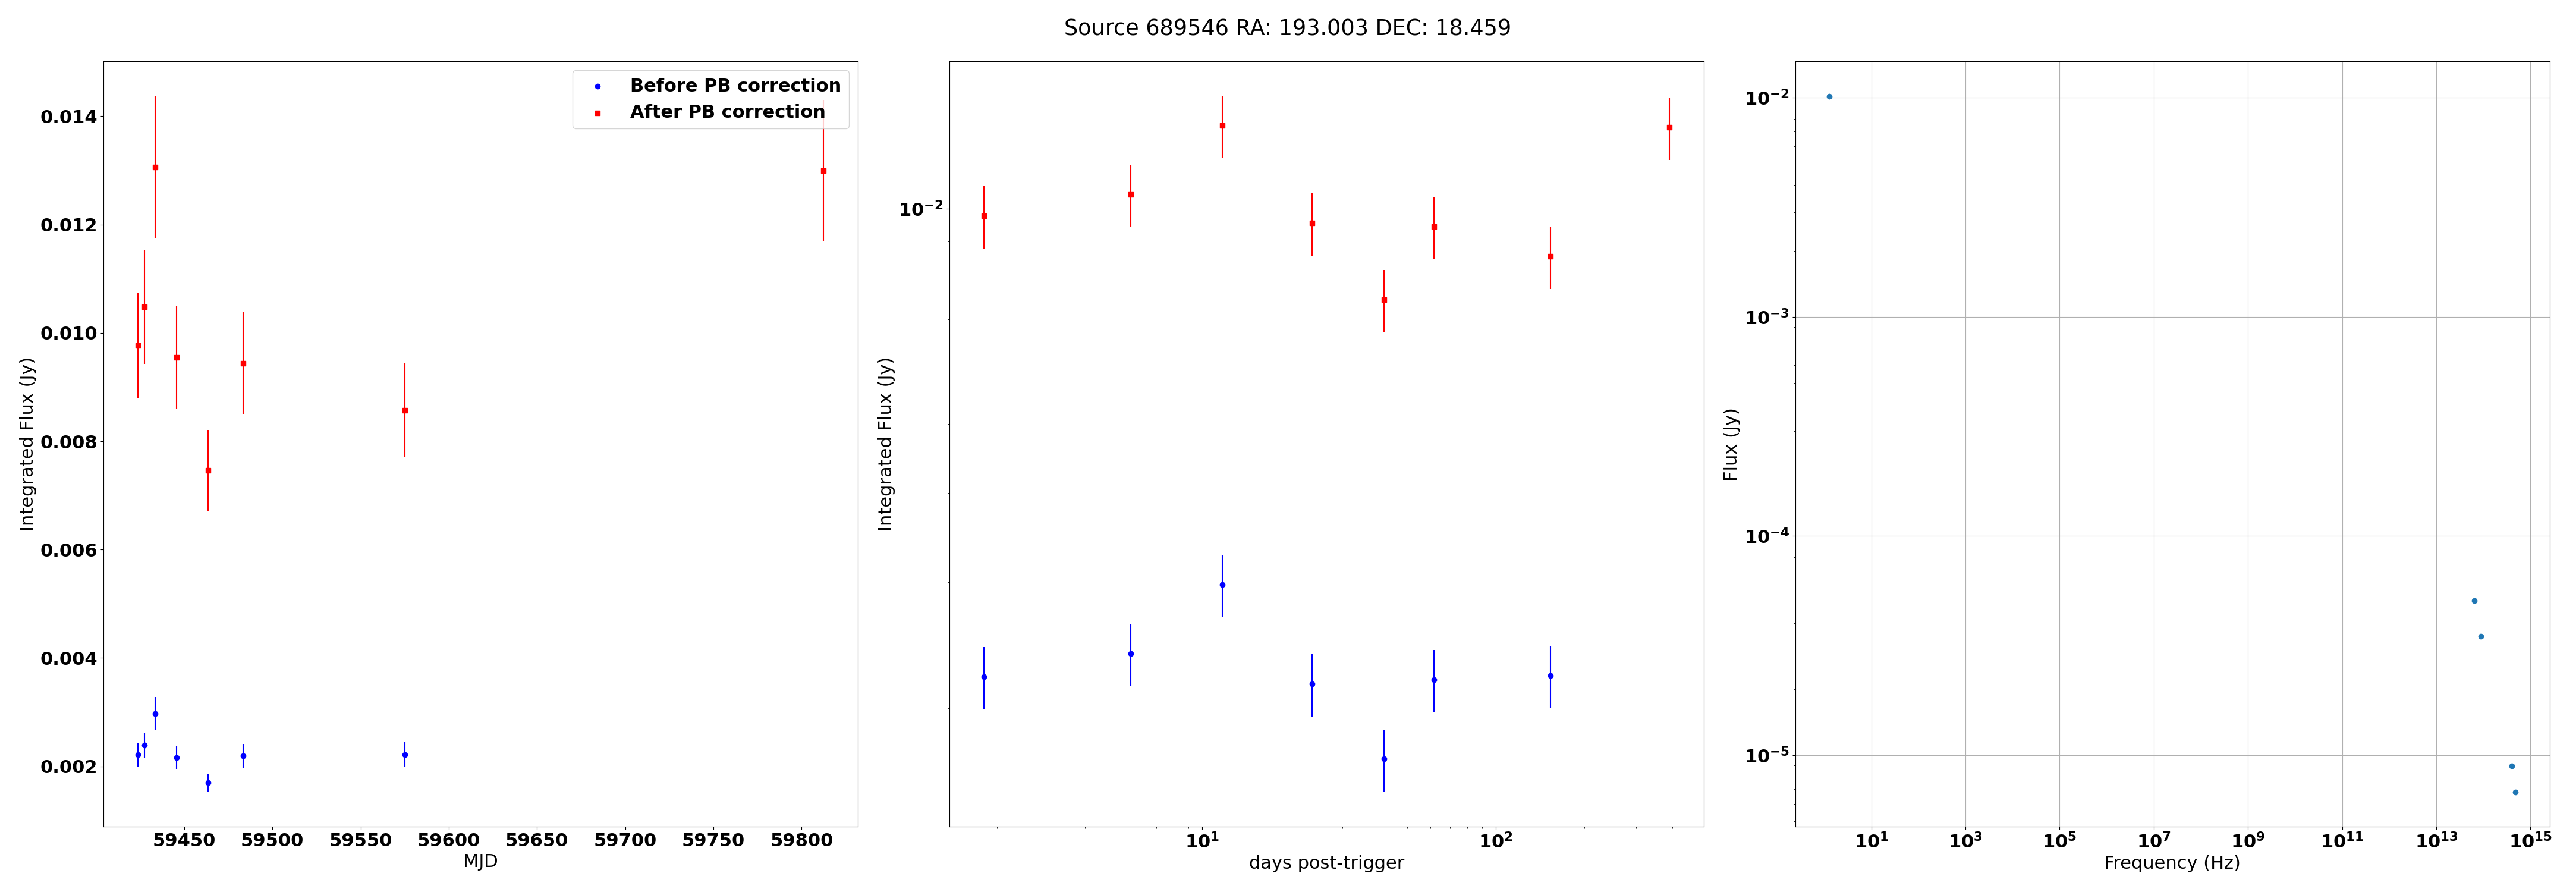 Source 689546 RA: 193.003 DEC: 18.459
Before PB correction
After PB correction
0.014
0.012
0.010
0.008
0.006
0.004
0.002
Integrated Flux (Jy)
59450 59500 59550 59600 59650 59700 59750 59800
MJD
10⁻²
Integrated Flux (Jy)
10¹ 10²
days post-trigger
10⁻²
10⁻³
10⁻⁴
10⁻⁵
Flux (Jy)
10¹ 10³ 10⁵ 10⁷ 10⁹ 10¹¹ 10¹³ 10¹⁵
Frequency (Hz)